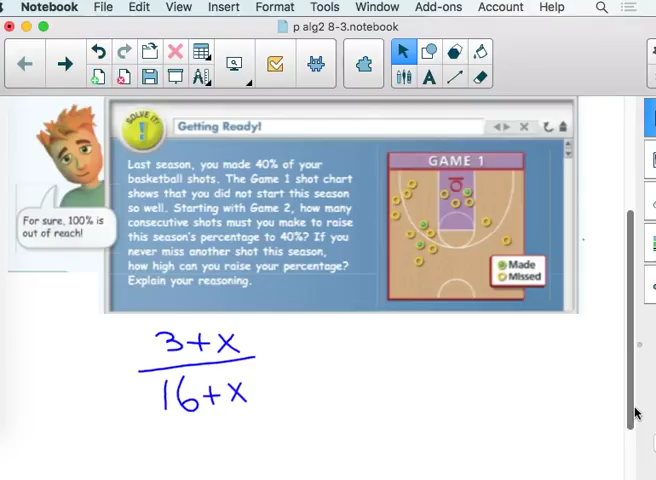 Notebook File Edit View Insert Format Tools Window Add-ons Account Help
p alg2 8-3.notebook
SOLVE IT!
Getting Ready!
Last season, you made 40% of your
basketball shots. The Game 1 shot chart
shows that you did not start this season
so well. Starting with Game 2, how many
consecutive shots must you make to raise
this season's percentage to 40%? If you
never miss another shot this season,
how high can you raise your percentage?
Explain your reasoning.
For sure, 100% is
out of reach!
GAME 1
Made
Missed
3+x
16+x